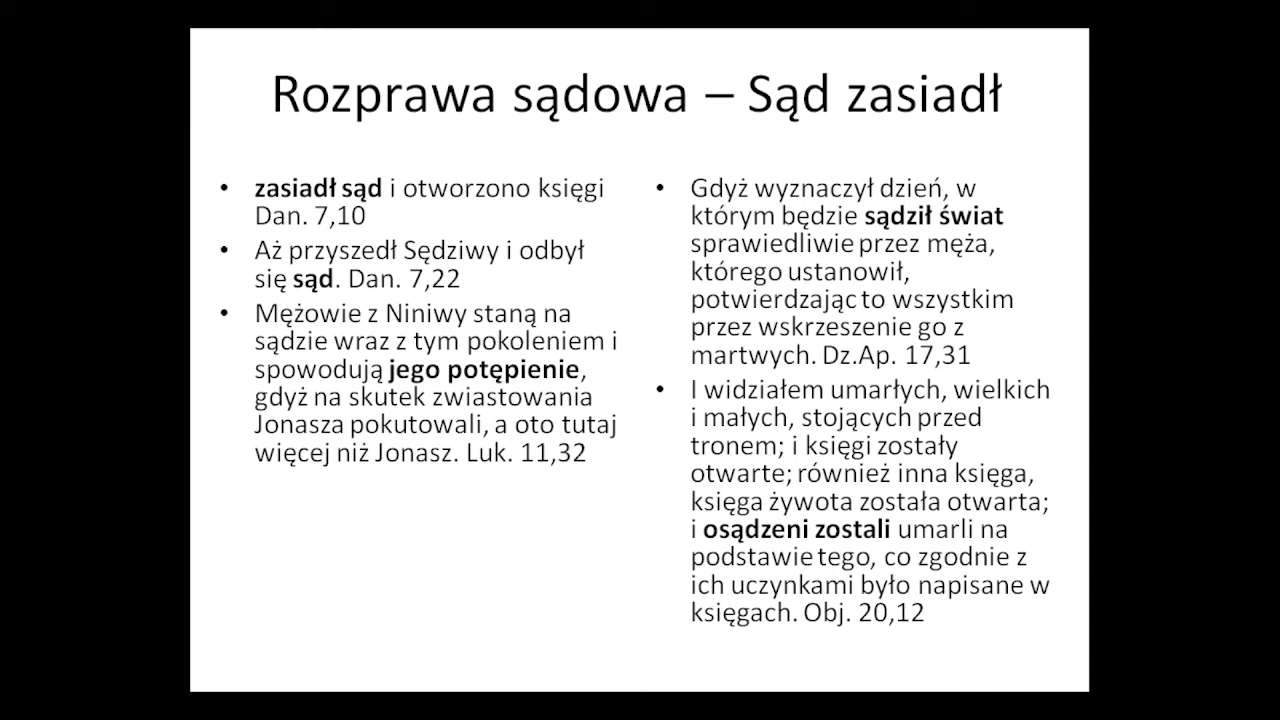 Rozprawa sądowa – Sąd zasiadł
• zasiadł sąd i otworzono księgi
Dan. 7,10
• Aż przyszedł Sędziwy i odbył
się sąd. Dan. 7,22
• Mężowie z Niniwy staną na
sądzie wraz z tym pokoleniem i
spowodują jego potępienie,
gdyż na skutek zwiastowania
Jonasza pokutowali, a oto tutaj
więcej niż Jonasz. Luk. 11,32
• Gdyż wyznaczył dzień, w
którym będzie sądził świat
sprawiedliwie przez męża,
którego ustanowił,
potwierdzając to wszystkim
przez wskrzeszenie go z
martwych. Dz.Ap. 17,31
• I widziałem umarłych, wielkich
i małych, stojących przed
tronem; i księgi zostały
otwarte; również inna księga,
księga żywota została otwarta;
i osądzeni zostali umarli na
podstawie tego, co zgodnie z
ich uczynkami było napisane w
księgach. Obj. 20,12